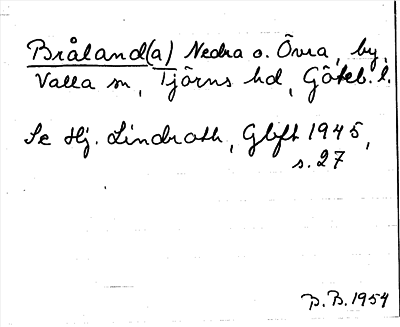 Bråland(a) Nedra o. Övra, by,
Valla sn, Tjörns hd, Göteb. l.
Se Hj. Lindroth, GBFT 1945,
s. 27
P.B. 1954